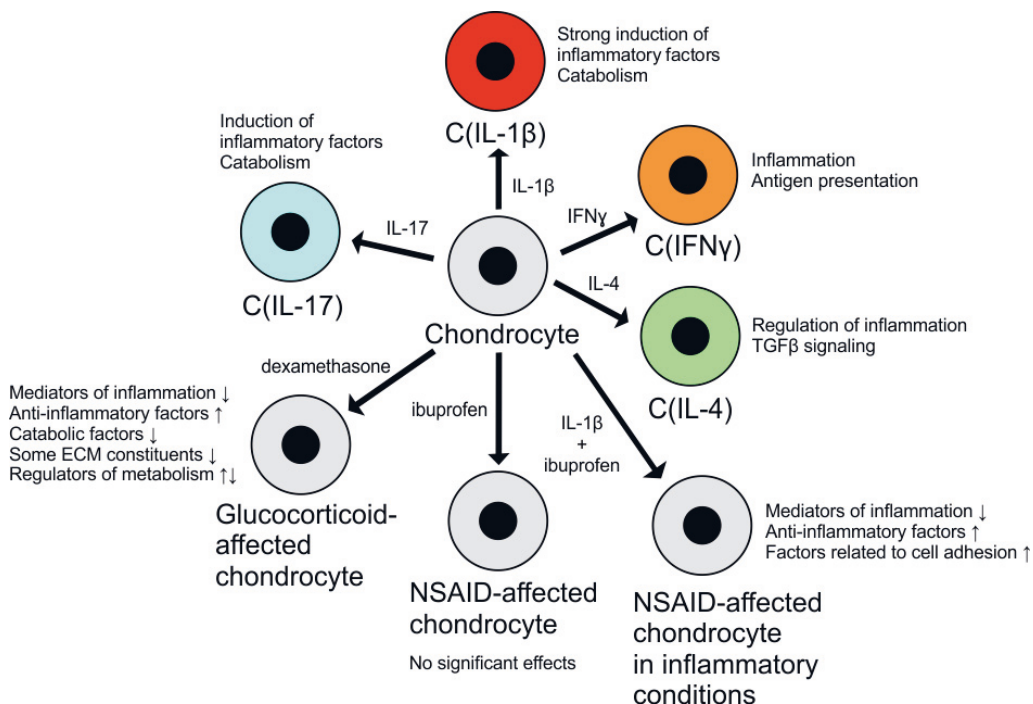 Strong induction of
inflammatory factors
Catabolism
C(IL-1β)
IL-1β
Induction of
inflammatory factors
Catabolism
IL-17
C(IL-17)
Inflammation
Antigen presentation
IFNɣ
C(IFNγ)
IL-4
Regulation of inflammation
TGFβ signaling
C(IL-4)
Chondrocyte
dexamethasone
Mediators of inflammation ↓
Anti-inflammatory factors ↑
Catabolic factors ↓
Some ECM constituents ↓
Regulators of metabolism ↑↓
Glucocorticoid-
affected
chondrocyte
ibuprofen
NSAID-affected
chondrocyte
No significant effects
IL-1β
+
ibuprofen
Mediators of inflammation ↓
Anti-inflammatory factors ↑
Factors related to cell adhesion ↑
NSAID-affected
chondrocyte
in inflammatory
conditions